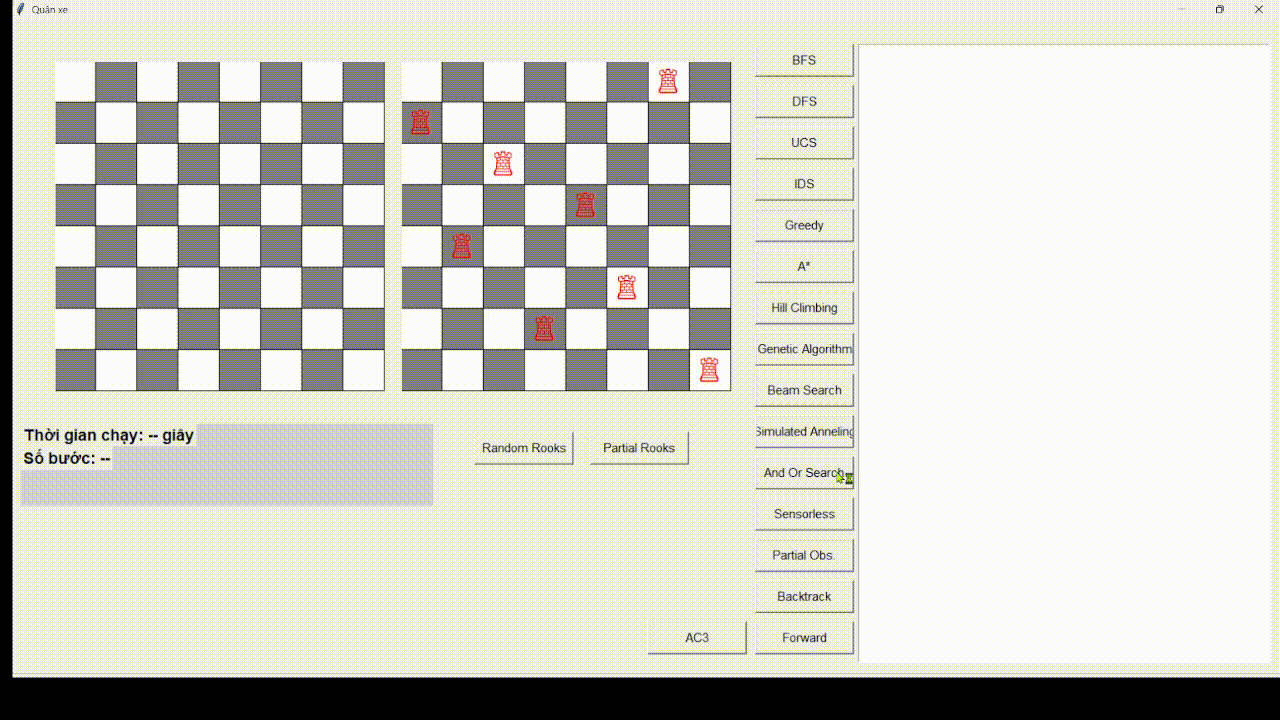 Quân xe
BFS
DFS
UCS
IDS
Greedy
A*
Hill Climbing
Genetic Algorithm
Beam Search
Simulated Anneling
And Or Search
Sensorless
Partial Obs.
Backtrack
AC3
Forward
Thời gian chạy: -- giây
Số bước: --
Random Rooks
Partial Rooks